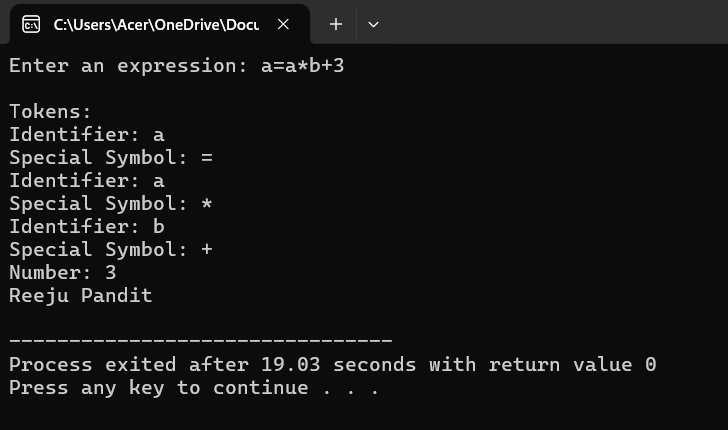 C:\Users\Acer\OneDrive\Docu
Enter an expression: a=a*b+3
Tokens:
Identifier: a
Special Symbol: =
Identifier: a
Special Symbol: *
Identifier: b
Special Symbol: +
Number: 3
Reeju Pandit
--------------------------------
Process exited after 19.03 seconds with return value 0
Press any key to continue . . .